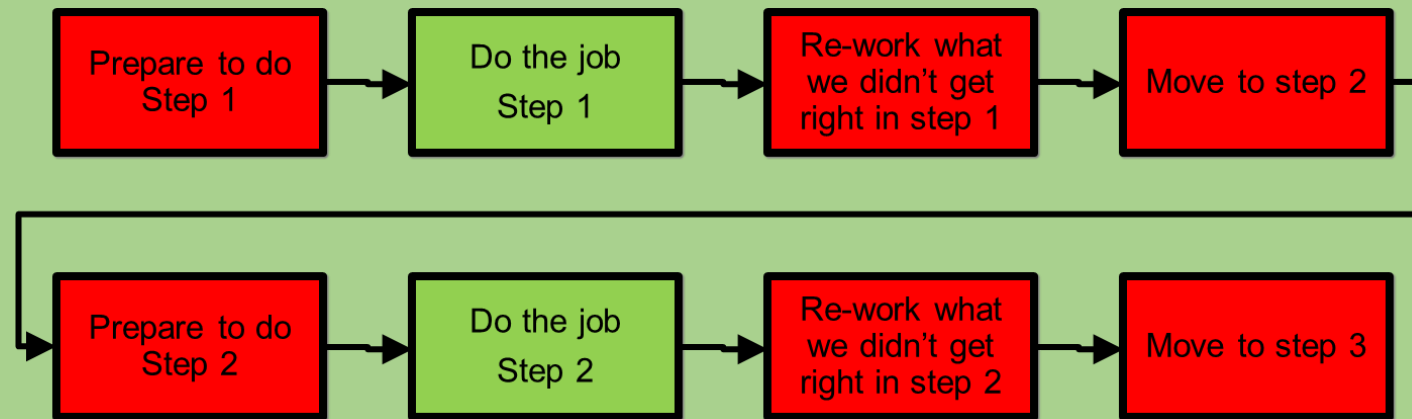 Prepare to do
Step 1
Do the job
Step 1
Re-work what
we didn't get
right in step 1
Move to step 2
Prepare to do
Step 2
Do the job
Step 2
Re-work what
we didn't get
right in step 2
Move to step 3